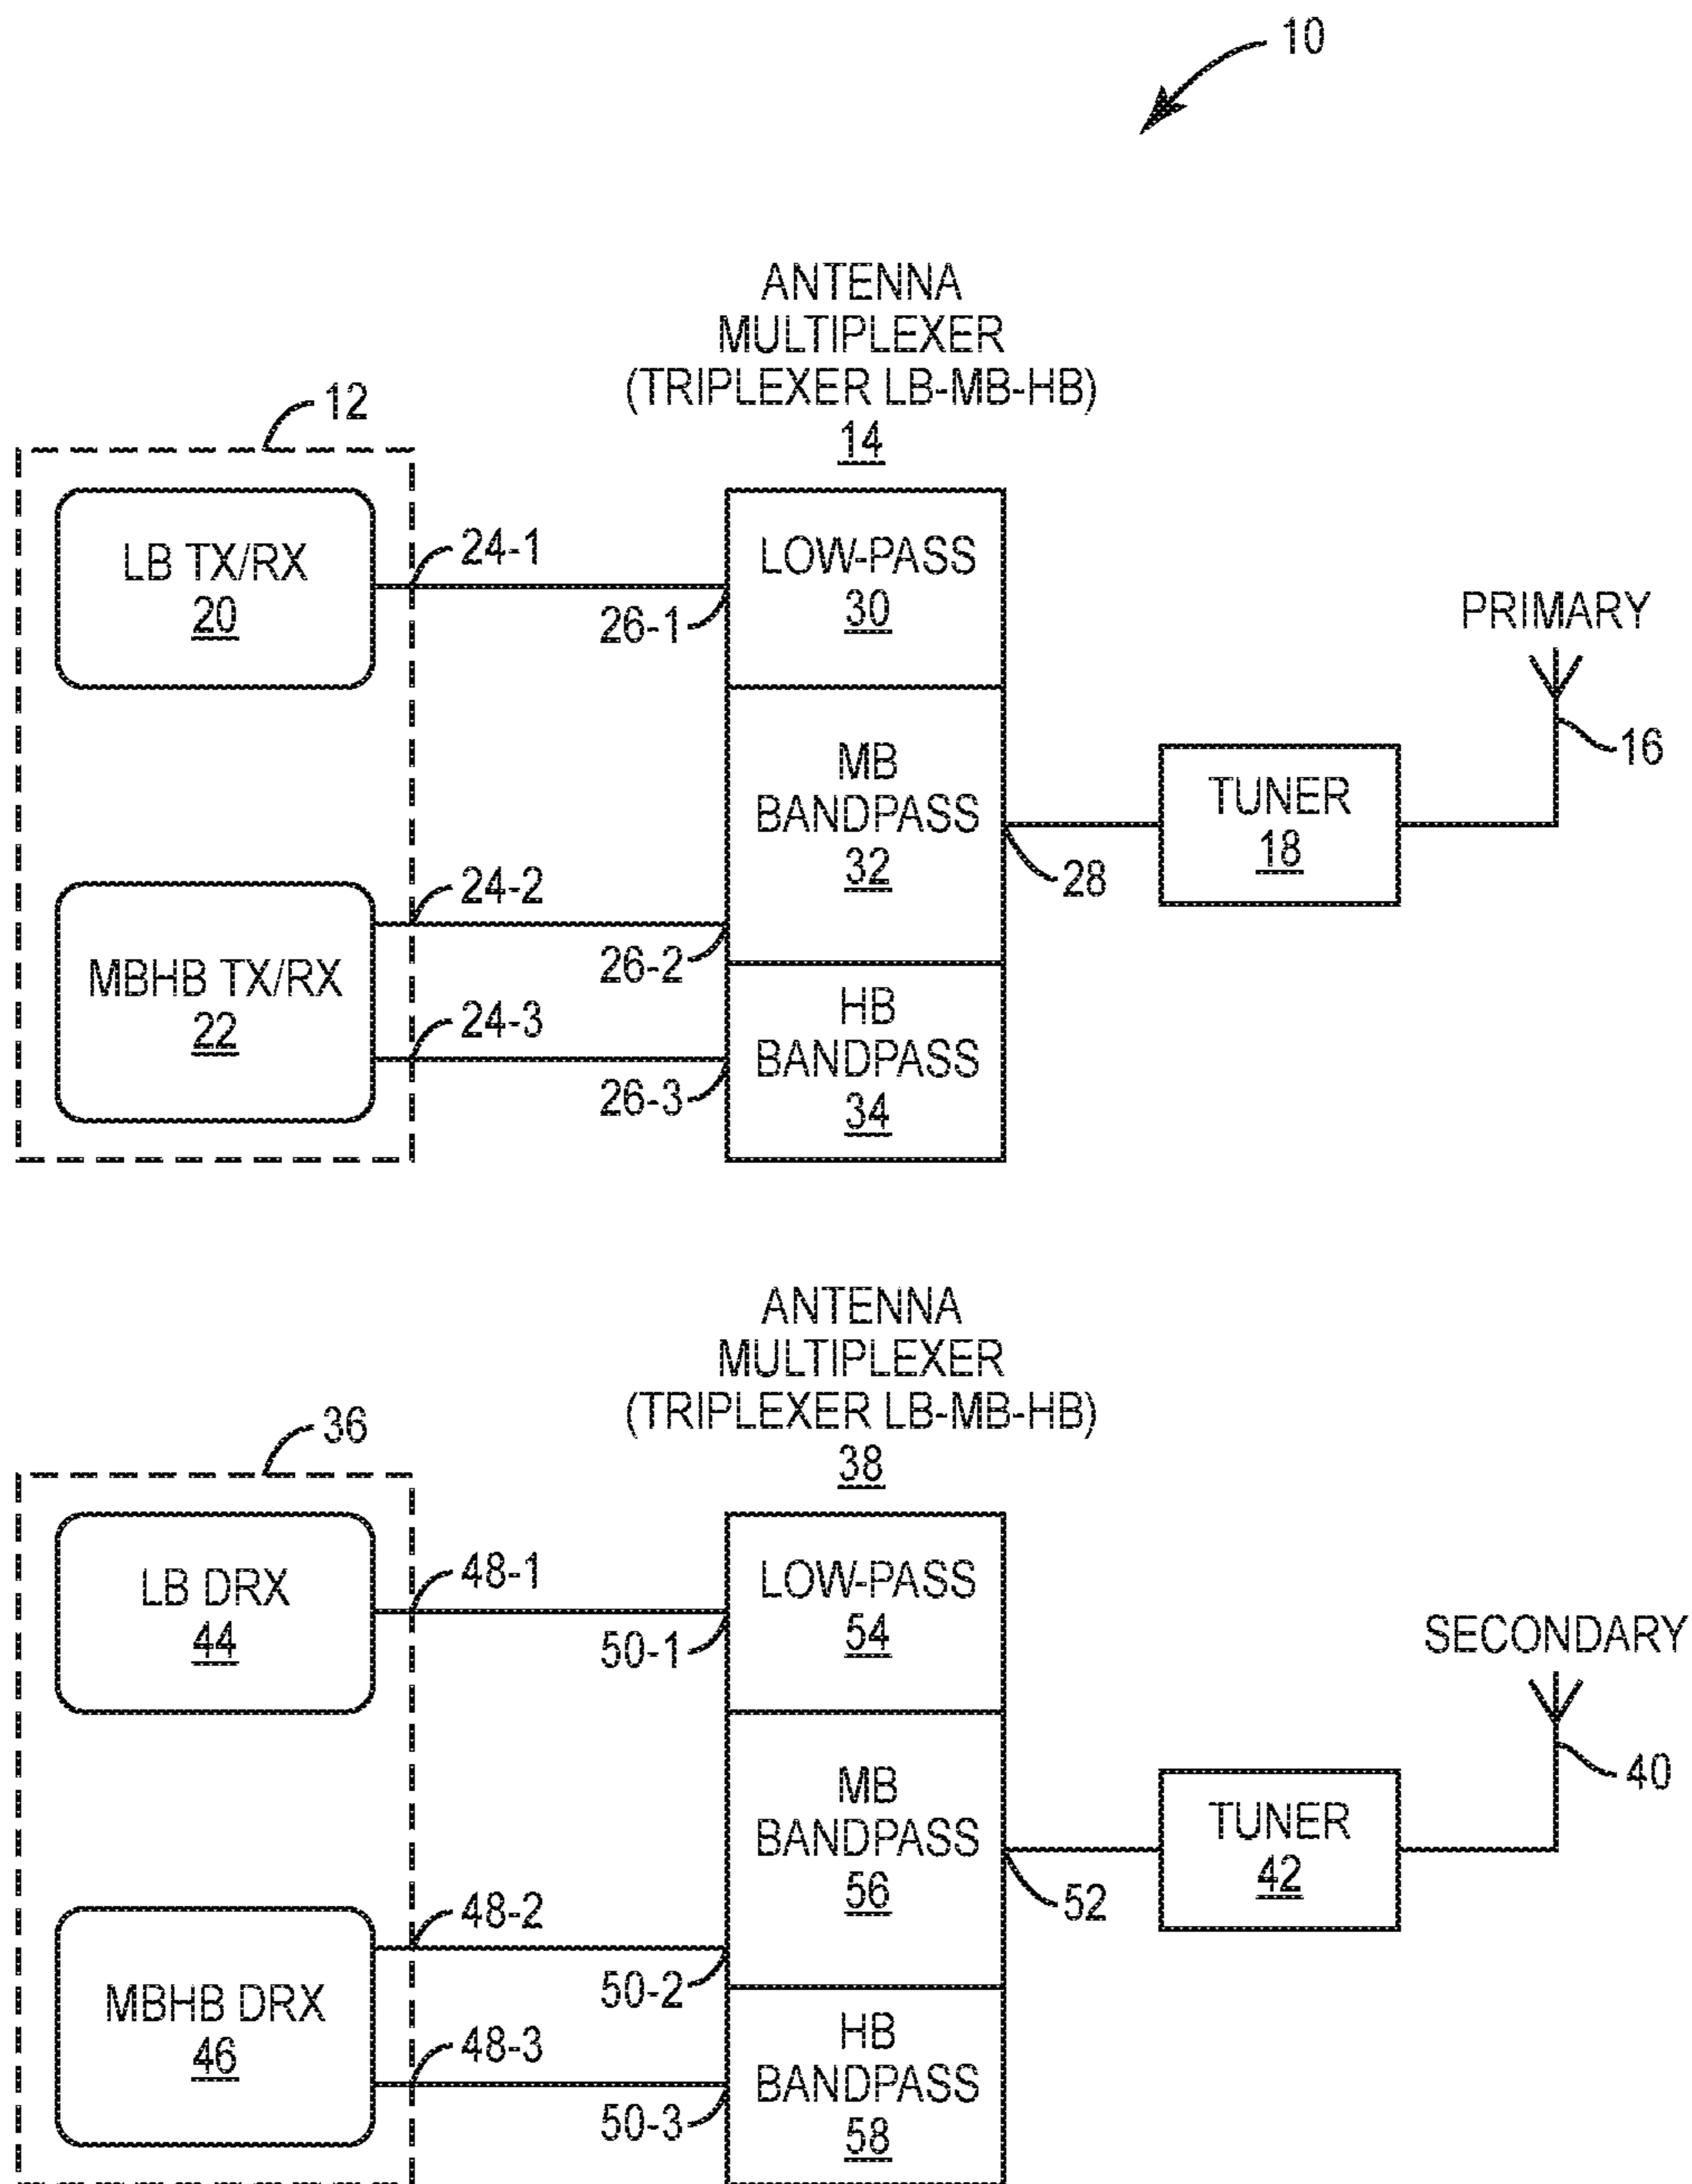 10
ANTENNA
MULTIPLEXER
(TRIPLEXER LB-MB-HB)
14
12
LB TX/RX
20
24-1
26-1
LOW-PASS
30
PRIMARY
16
MB
BANDPASS
32
28
TUNER
18
MBHB TX/RX
22
24-2
26-2
24-3
26-3
HB
BANDPASS
34
ANTENNA
MULTIPLEXER
(TRIPLEXER LB-MB-HB)
38
36
LB DRX
44
48-1
50-1
LOW-PASS
54
SECONDARY
40
MB
BANDPASS
56
52
TUNER
42
MBHB DRX
46
48-2
50-2
48-3
50-3
HB
BANDPASS
58